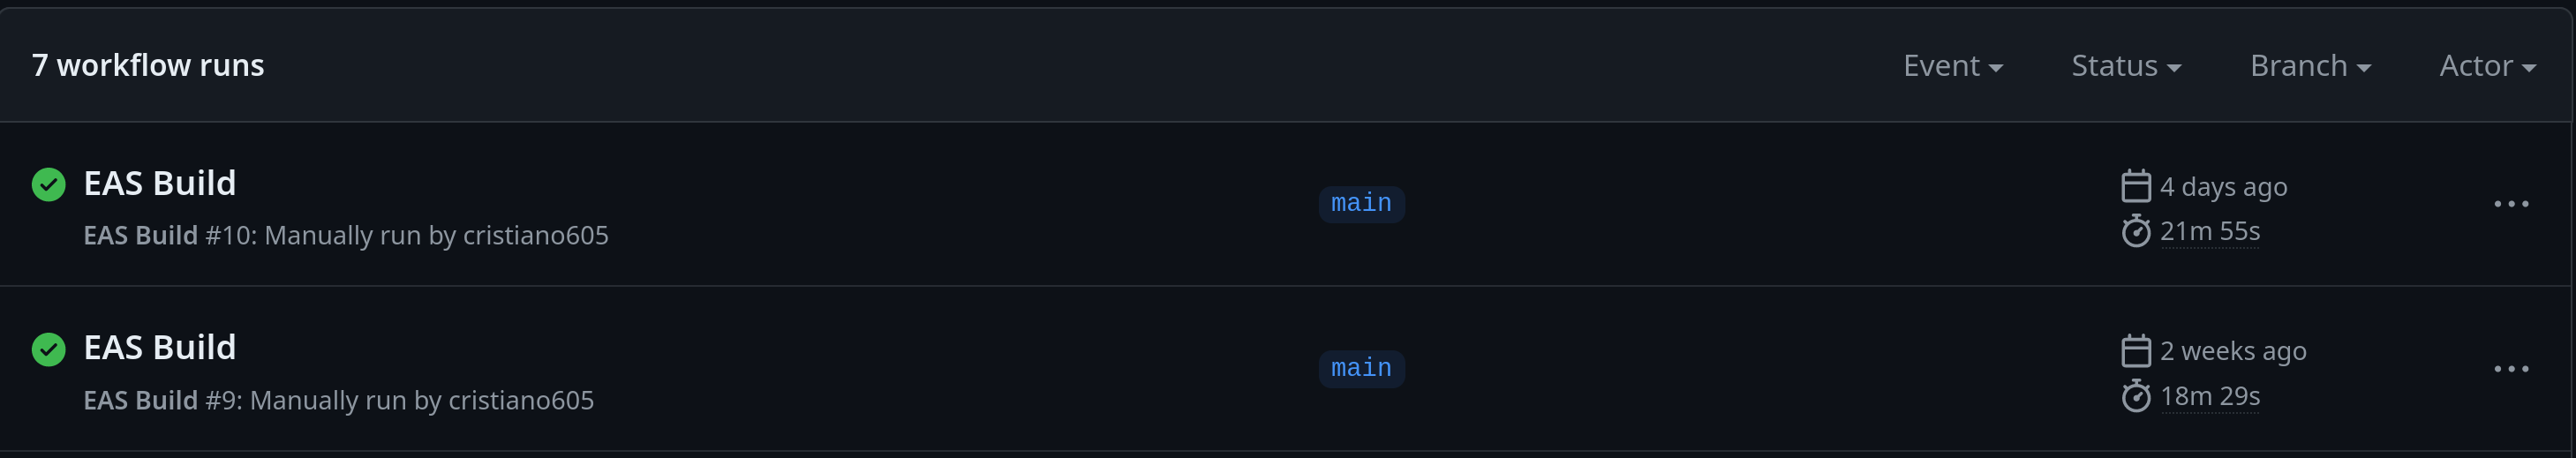 7 workflow runs
Event Status Branch Actor
EAS Build
EAS Build #10: Manually run by cristiano605
main
4 days ago
21m 55s
EAS Build
EAS Build #9: Manually run by cristiano605
main
2 weeks ago
18m 29s